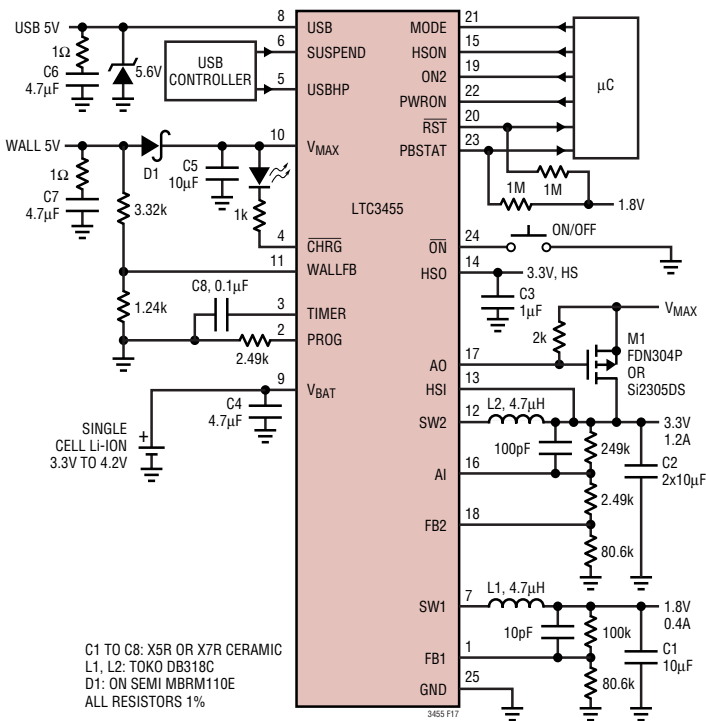 USB 5V
1Ω
C6
4.7µF
5.6V
USB
CONTROLLER
8
USB
6
SUSPEND
5
USBHP
WALL 5V
1Ω
C7
4.7µF
D1
3.32k
C5
10µF
1k
10
VMAX
4
CHRG
11
WALLFB
1.24k
C8, 0.1µF
3
TIMER
2
PROG
2.49k
9
VBAT
C4
4.7µF
SINGLE
CELL Li-ION
3.3V TO 4.2V
+
LTC3455
MODE
21
HSON
15
ON2
19
PWRON
22
RST
20
PBSTAT
23
µC
1M
1M
1.8V
ON
24
ON/OFF
HSO
14
3.3V, HS
C3
1µF
VMAX
2k
M1
FDN304P
OR
Si2305DS
AO
17
HSI
13
SW2
12
L2, 4.7µH
3.3V
1.2A
100pF
249k
C2
2x10µF
AI
16
2.49k
FB2
18
80.6k
SW1
7
L1, 4.7µH
1.8V
0.4A
10pF
100k
C1
10µF
FB1
1
80.6k
GND
25
C1 TO C8: X5R OR X7R CERAMIC
L1, L2: TOKO DB318C
D1: ON SEMI MBRM110E
ALL RESISTORS 1%
3455 F17